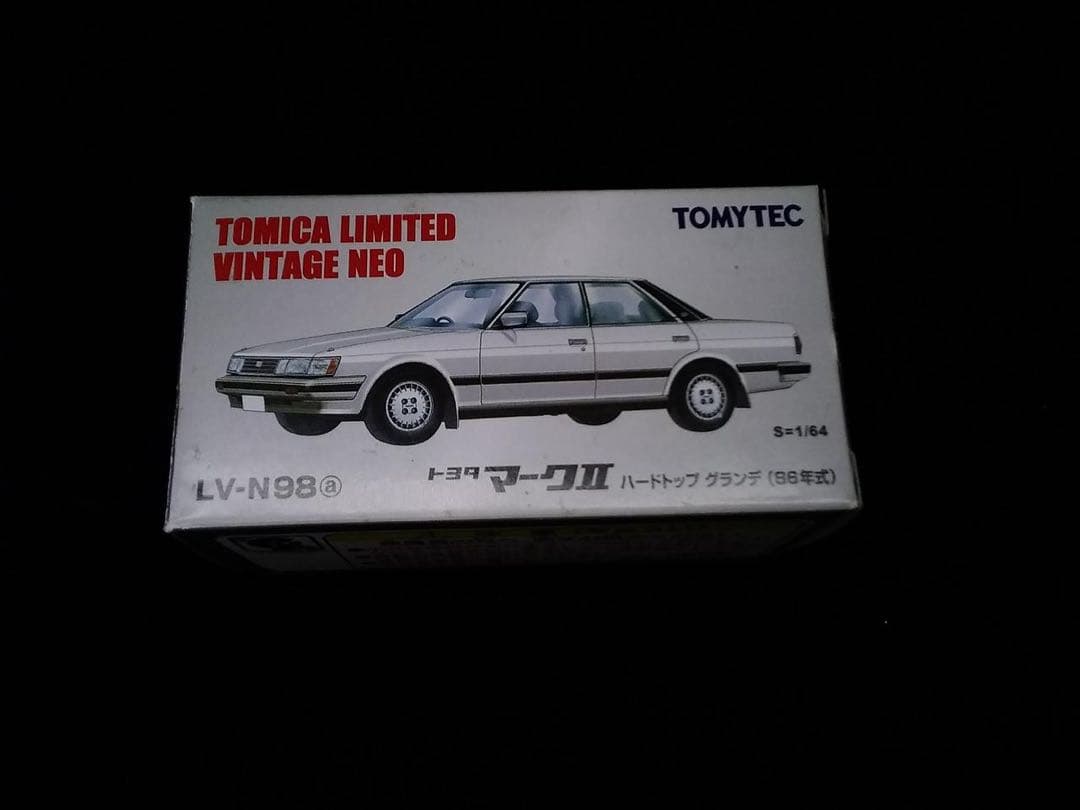 TOMICA LIMITED
VINTAGE NEO
TOMYTEC
S=1/64
LV-N98ⓐ
トヨタ マークII ハードトップ グランデ (86年式)